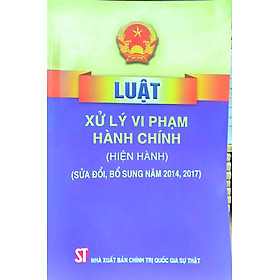 LUẬT
XỬ LÝ VI PHẠM
HÀNH CHÍNH
(HIỆN HÀNH)
(SỬA ĐỔI, BỔ SUNG NĂM 2014, 2017)
ST NHÀ XUẤT BẢN CHÍNH TRỊ QUỐC GIA SỰ THẬT